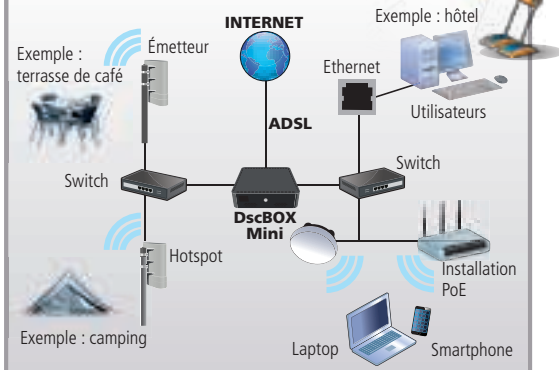 INTERNET
Exemple : hôtel
Exemple :
terrasse de café
Émetteur
Ethernet
Utilisateurs
ADSL
Switch
Switch
DscBOX
Mini
Hotspot
Installation
PoE
Exemple : camping
Laptop
Smartphone